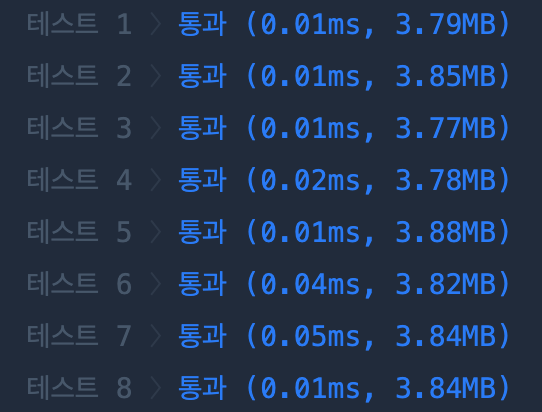 테스트 1 〉 통과 (0.01ms, 3.79MB)
테스트 2 〉 통과 (0.01ms, 3.85MB)
테스트 3 〉 통과 (0.01ms, 3.77MB)
테스트 4 〉 통과 (0.02ms, 3.78MB)
테스트 5 〉 통과 (0.01ms, 3.88MB)
테스트 6 〉 통과 (0.04ms, 3.82MB)
테스트 7 〉 통과 (0.05ms, 3.84MB)
테스트 8 〉 통과 (0.01ms, 3.84MB)